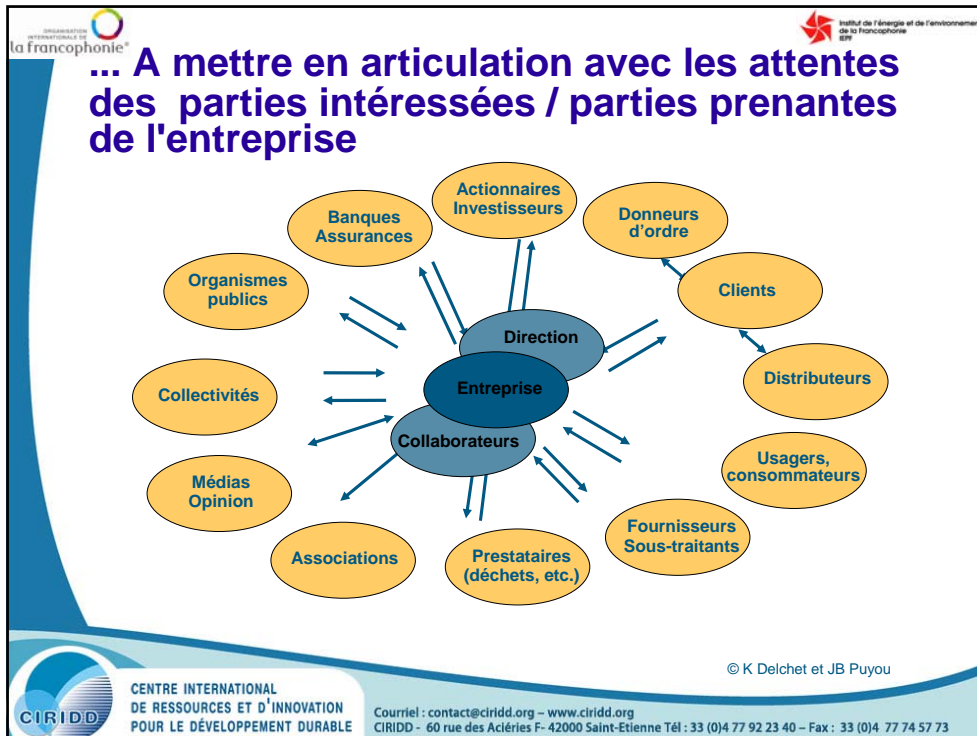 ORGANISATION
INTERNATIONALE DE
la francophonie
Institut de l'énergie et de l'environnemen
de la Francophonie
IEPF
... A mettre en articulation avec les attentes
des parties intéressées / parties prenantes
de l'entreprise
Actionnaires
Investisseurs
Banques
Assurances
Donneurs
d'ordre
Organismes
publics
Clients
Direction
Entreprise
Distributeurs
Collectivités
Collaborateurs
Usagers,
consommateurs
Médias
Opinion
Fournisseurs
Sous-traitants
Associations
Prestataires
(déchets, etc.)
© K Delchet et JB Puyou
CIRIDD
CENTRE INTERNATIONAL
DE RESSOURCES ET D'INNOVATION
POUR LE DÉVELOPPEMENT DURABLE
Courriel : contact@ciridd.org – www.ciridd.org
CIRIDD - 60 rue des Aciéries F- 42000 Saint-Etienne Tél : 33 (0)4 77 92 23 40 – Fax : 33 (0)4 77 74 57 73